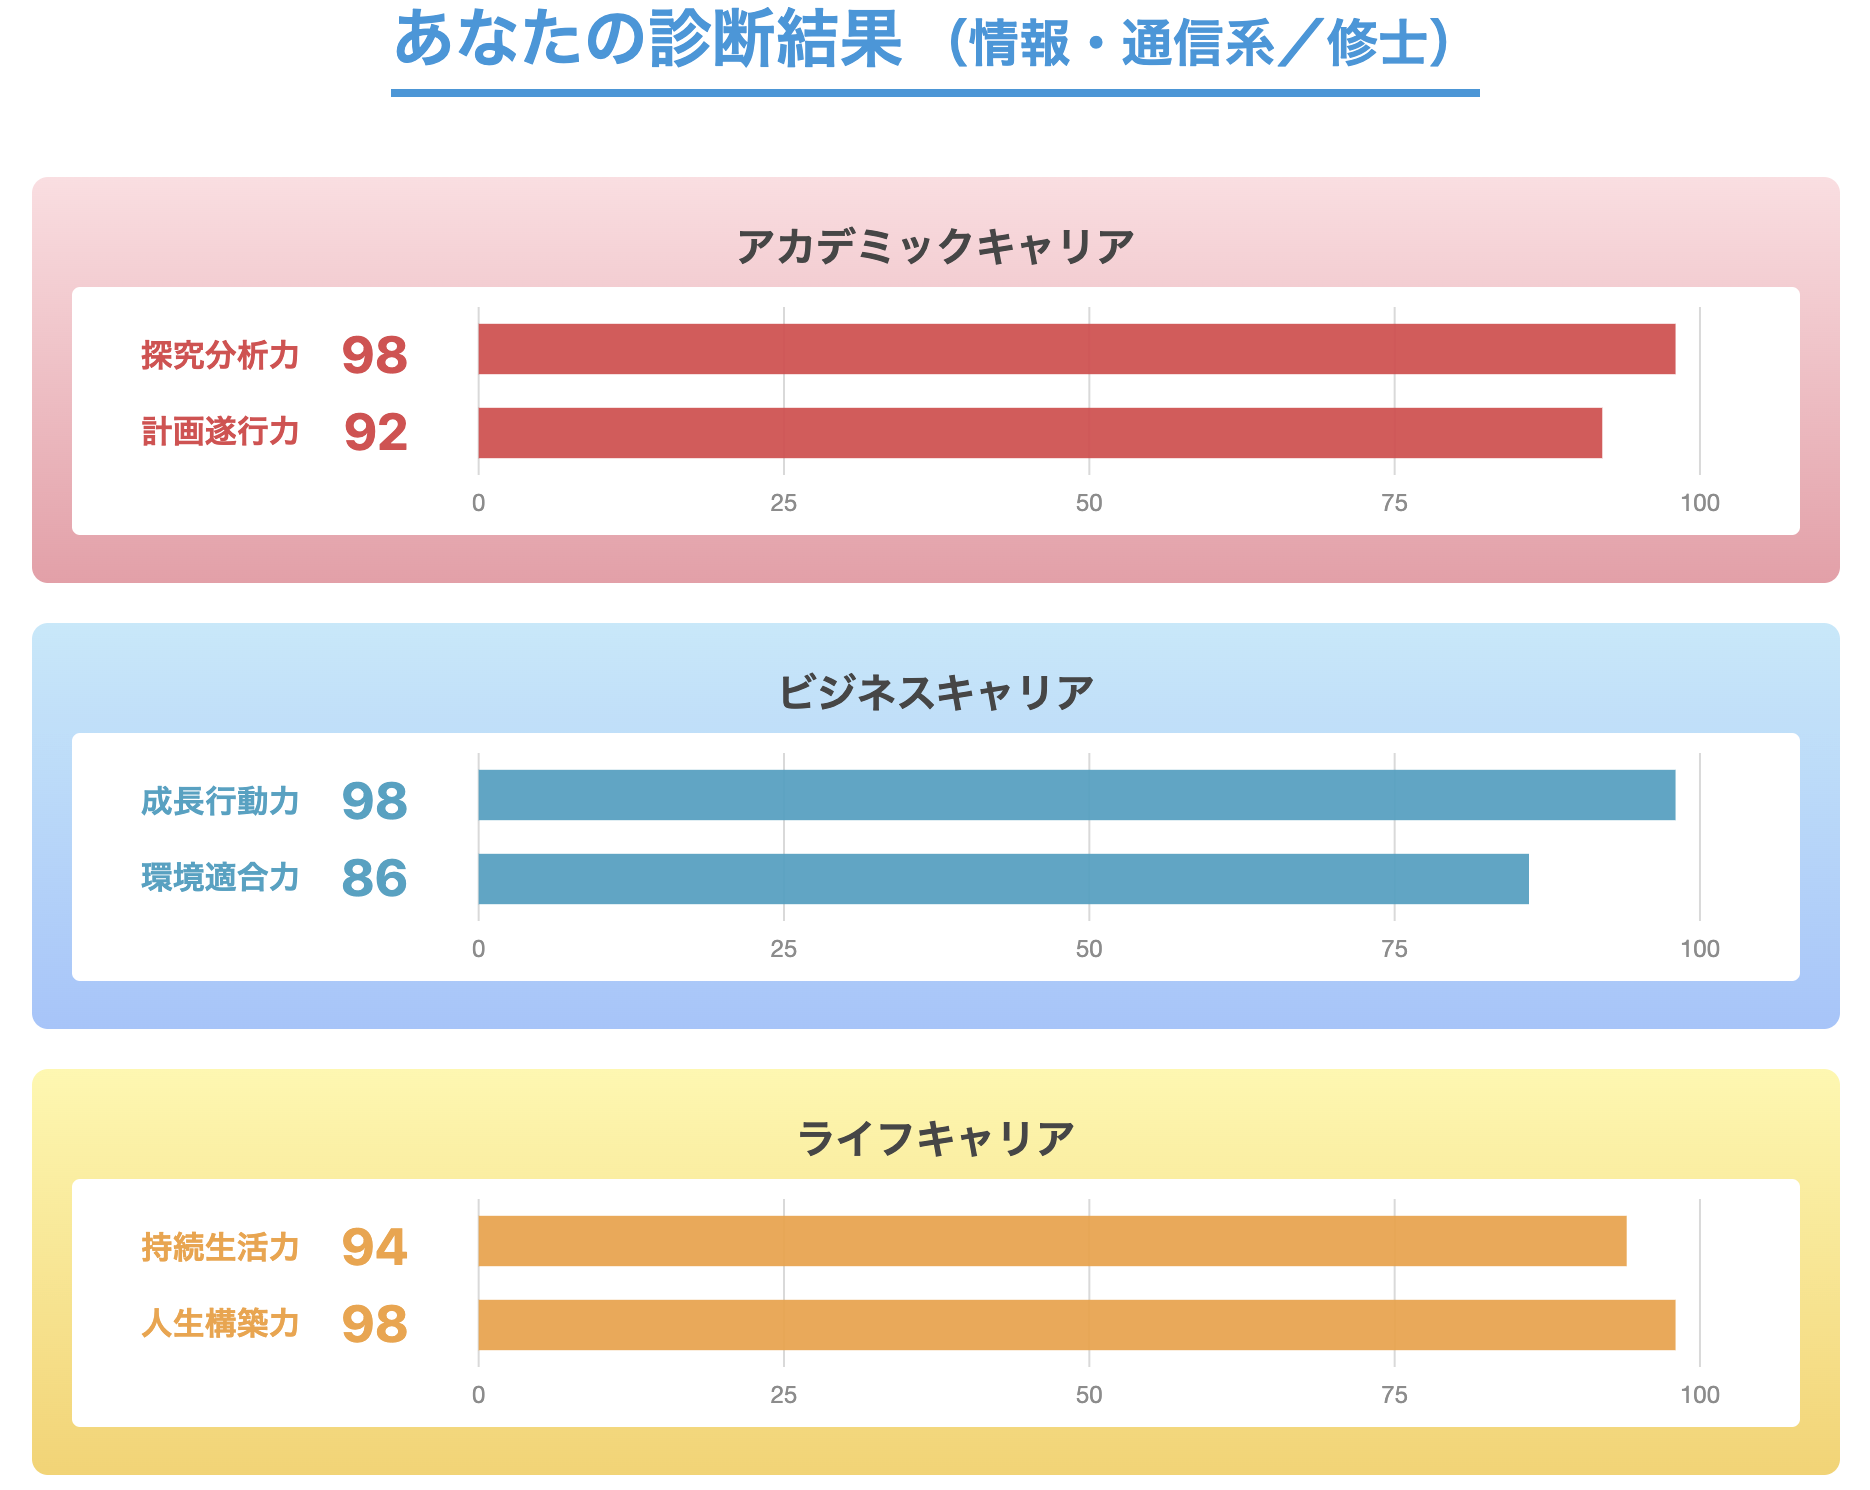 あなたの診断結果 （情報・通信系／修士）
アカデミックキャリア
探究分析力 98
計画遂行力 92
0 25 50 75 100
ビジネスキャリア
成長行動力 98
環境適合力 86
0 25 50 75 100
ライフキャリア
持続生活力 94
人生構築力 98
0 25 50 75 100